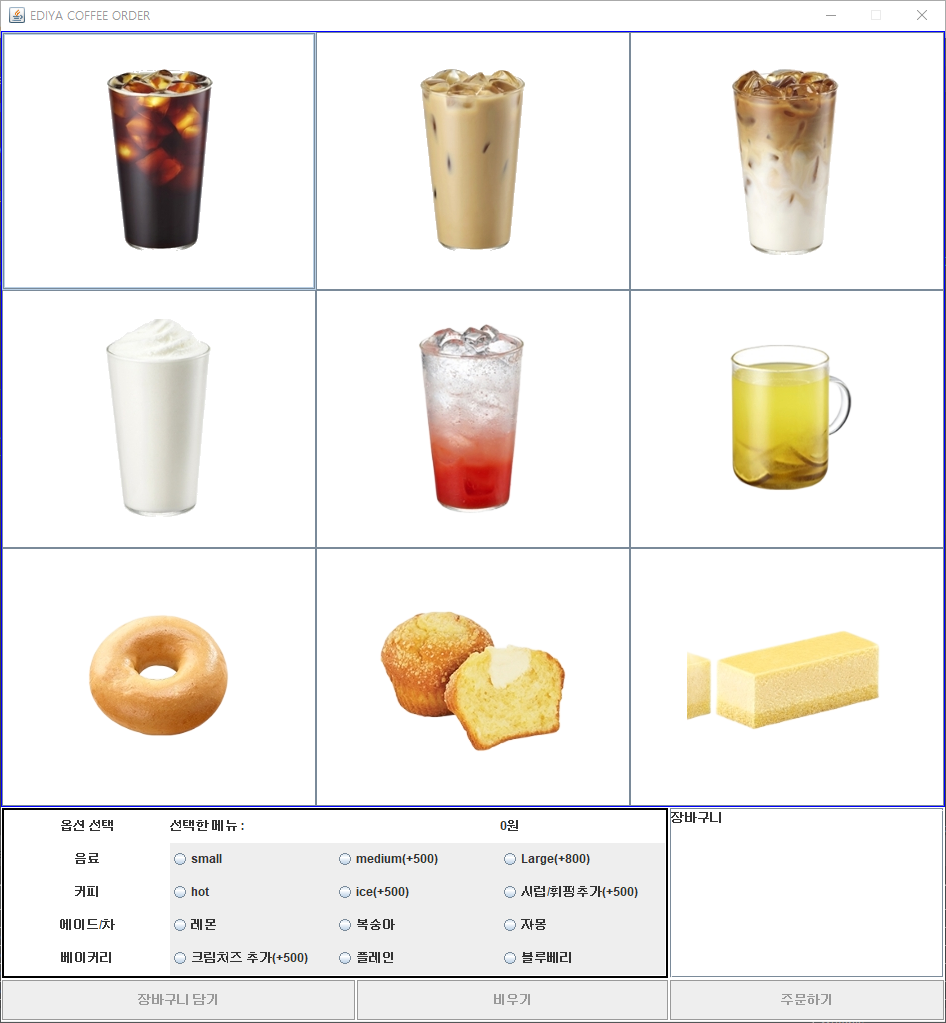 EDIYA COFFEE ORDER
옵션 선택 선택한 메뉴 : 0원
장바구니
음료 small medium(+500) Large(+800)
커피 hot ice(+500) 시럽/휘핑추가(+500)
에이드/차 레몬 복숭아 자몽
베이커리 크림치즈 추가(+500) 플레인 블루베리
장바구니 담기 비우기 주문하기